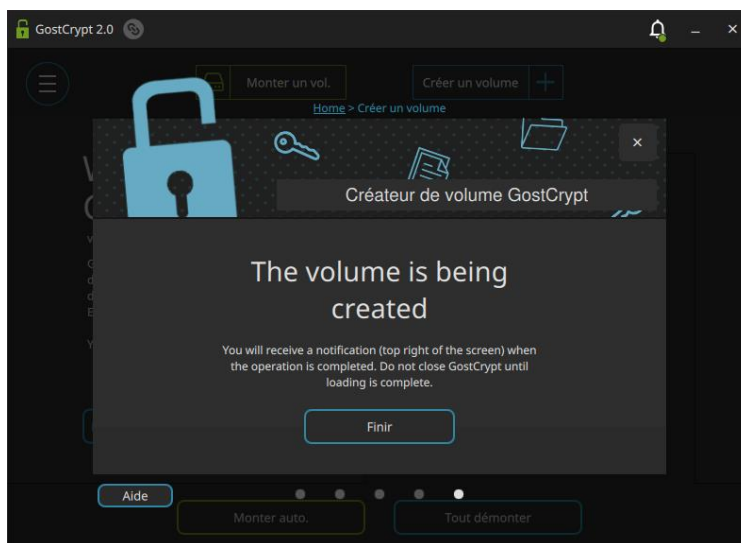 GostCrypt 2.0
Monter un vol.
Créer un volume
Home > Créer un volume
Créateur de volume GostCrypt
The volume is being
created
You will receive a notification (top right of the screen) when
the operation is completed. Do not close GostCrypt until
loading is complete.
Finir
Aide
Monter auto.
Tout démonter